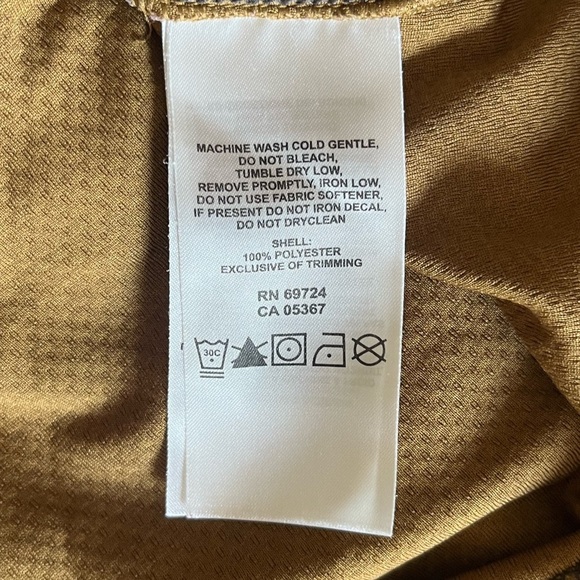 MACHINE WASH COLD GENTLE,
DO NOT BLEACH,
TUMBLE DRY LOW,
REMOVE PROMPTLY, IRON LOW,
DO NOT USE FABRIC SOFTENER,
IF PRESENT DO NOT IRON DECAL,
DO NOT DRYCLEAN
SHELL:
100% POLYESTER
EXCLUSIVE OF TRIMMING
RN 69724
CA 05367
30C